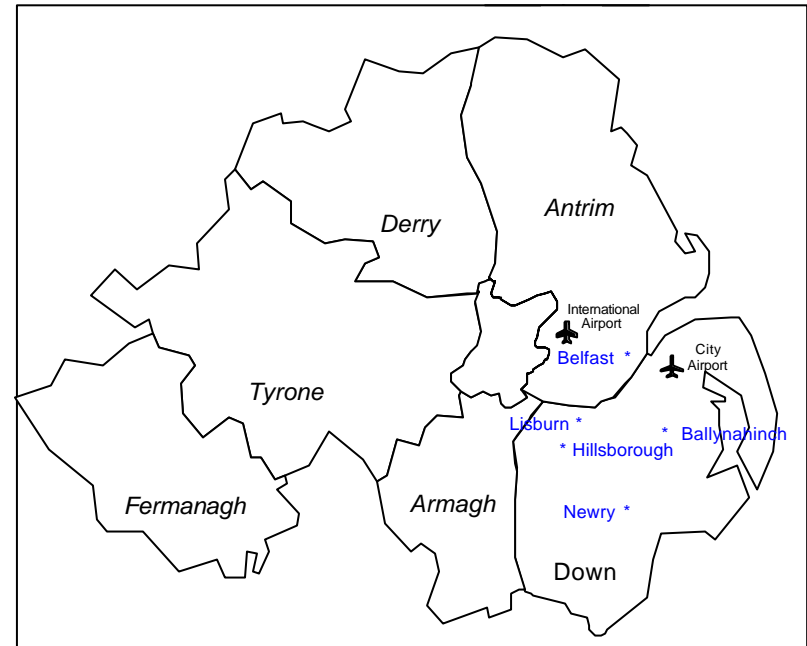 Derry
Antrim
International
Airport
Belfast *
City
Airport
Tyrone
Lisburn *
* Ballynahinch
* Hillsborough
Fermanagh
Armagh
Newry *
Down